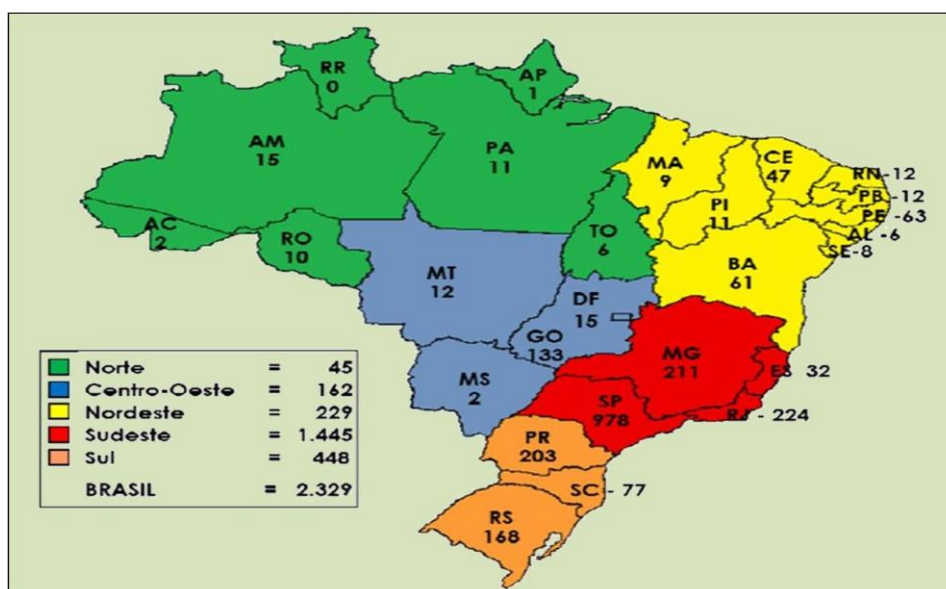 RR
0
AP
1
AM
15
PA
11
MA
9
CE
47
RN-12
PB-12
PE-63
AL-6
SE-8
PI
11
AC
2
RO
10
TO
6
BA
61
MT
12
DF
15
GO
133
MS
2
MG
211
ES 32
SP
978
RJ - 224
PR
203
SC - 77
RS
168
Norte = 45
Centro-Oeste = 162
Nordeste = 229
Sudeste = 1.445
Sul = 448
BRASIL = 2.329